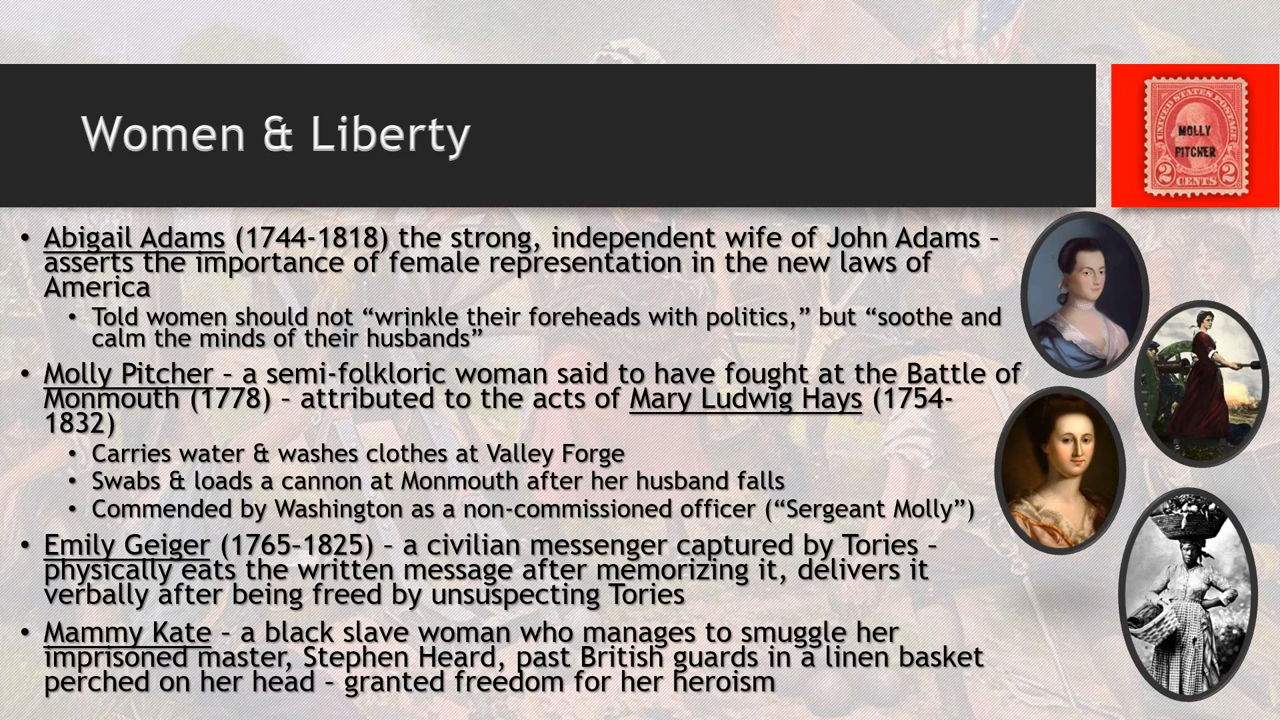 Women & Liberty
UNITED STATES POSTAGE
MOLLY
PITCHER
2 CENTS 2
• Abigail Adams (1744-1818) the strong, independent wife of John Adams –
asserts the importance of female representation in the new laws of
America
• Told women should not “wrinkle their foreheads with politics,” but “soothe and
calm the minds of their husbands”
• Molly Pitcher – a semi-folkloric woman said to have fought at the Battle of
Monmouth (1778) – attributed to the acts of Mary Ludwig Hays (1754-
1832)
• Carries water & washes clothes at Valley Forge
• Swabs & loads a cannon at Monmouth after her husband falls
• Commended by Washington as a non-commissioned officer (“Sergeant Molly”)
• Emily Geiger (1765–1825) – a civilian messenger captured by Tories –
physically eats the written message after memorizing it, delivers it
verbally after being freed by unsuspecting Tories
• Mammy Kate – a black slave woman who manages to smuggle her
imprisoned master, Stephen Heard, past British guards in a linen basket
perched on her head – granted freedom for her heroism